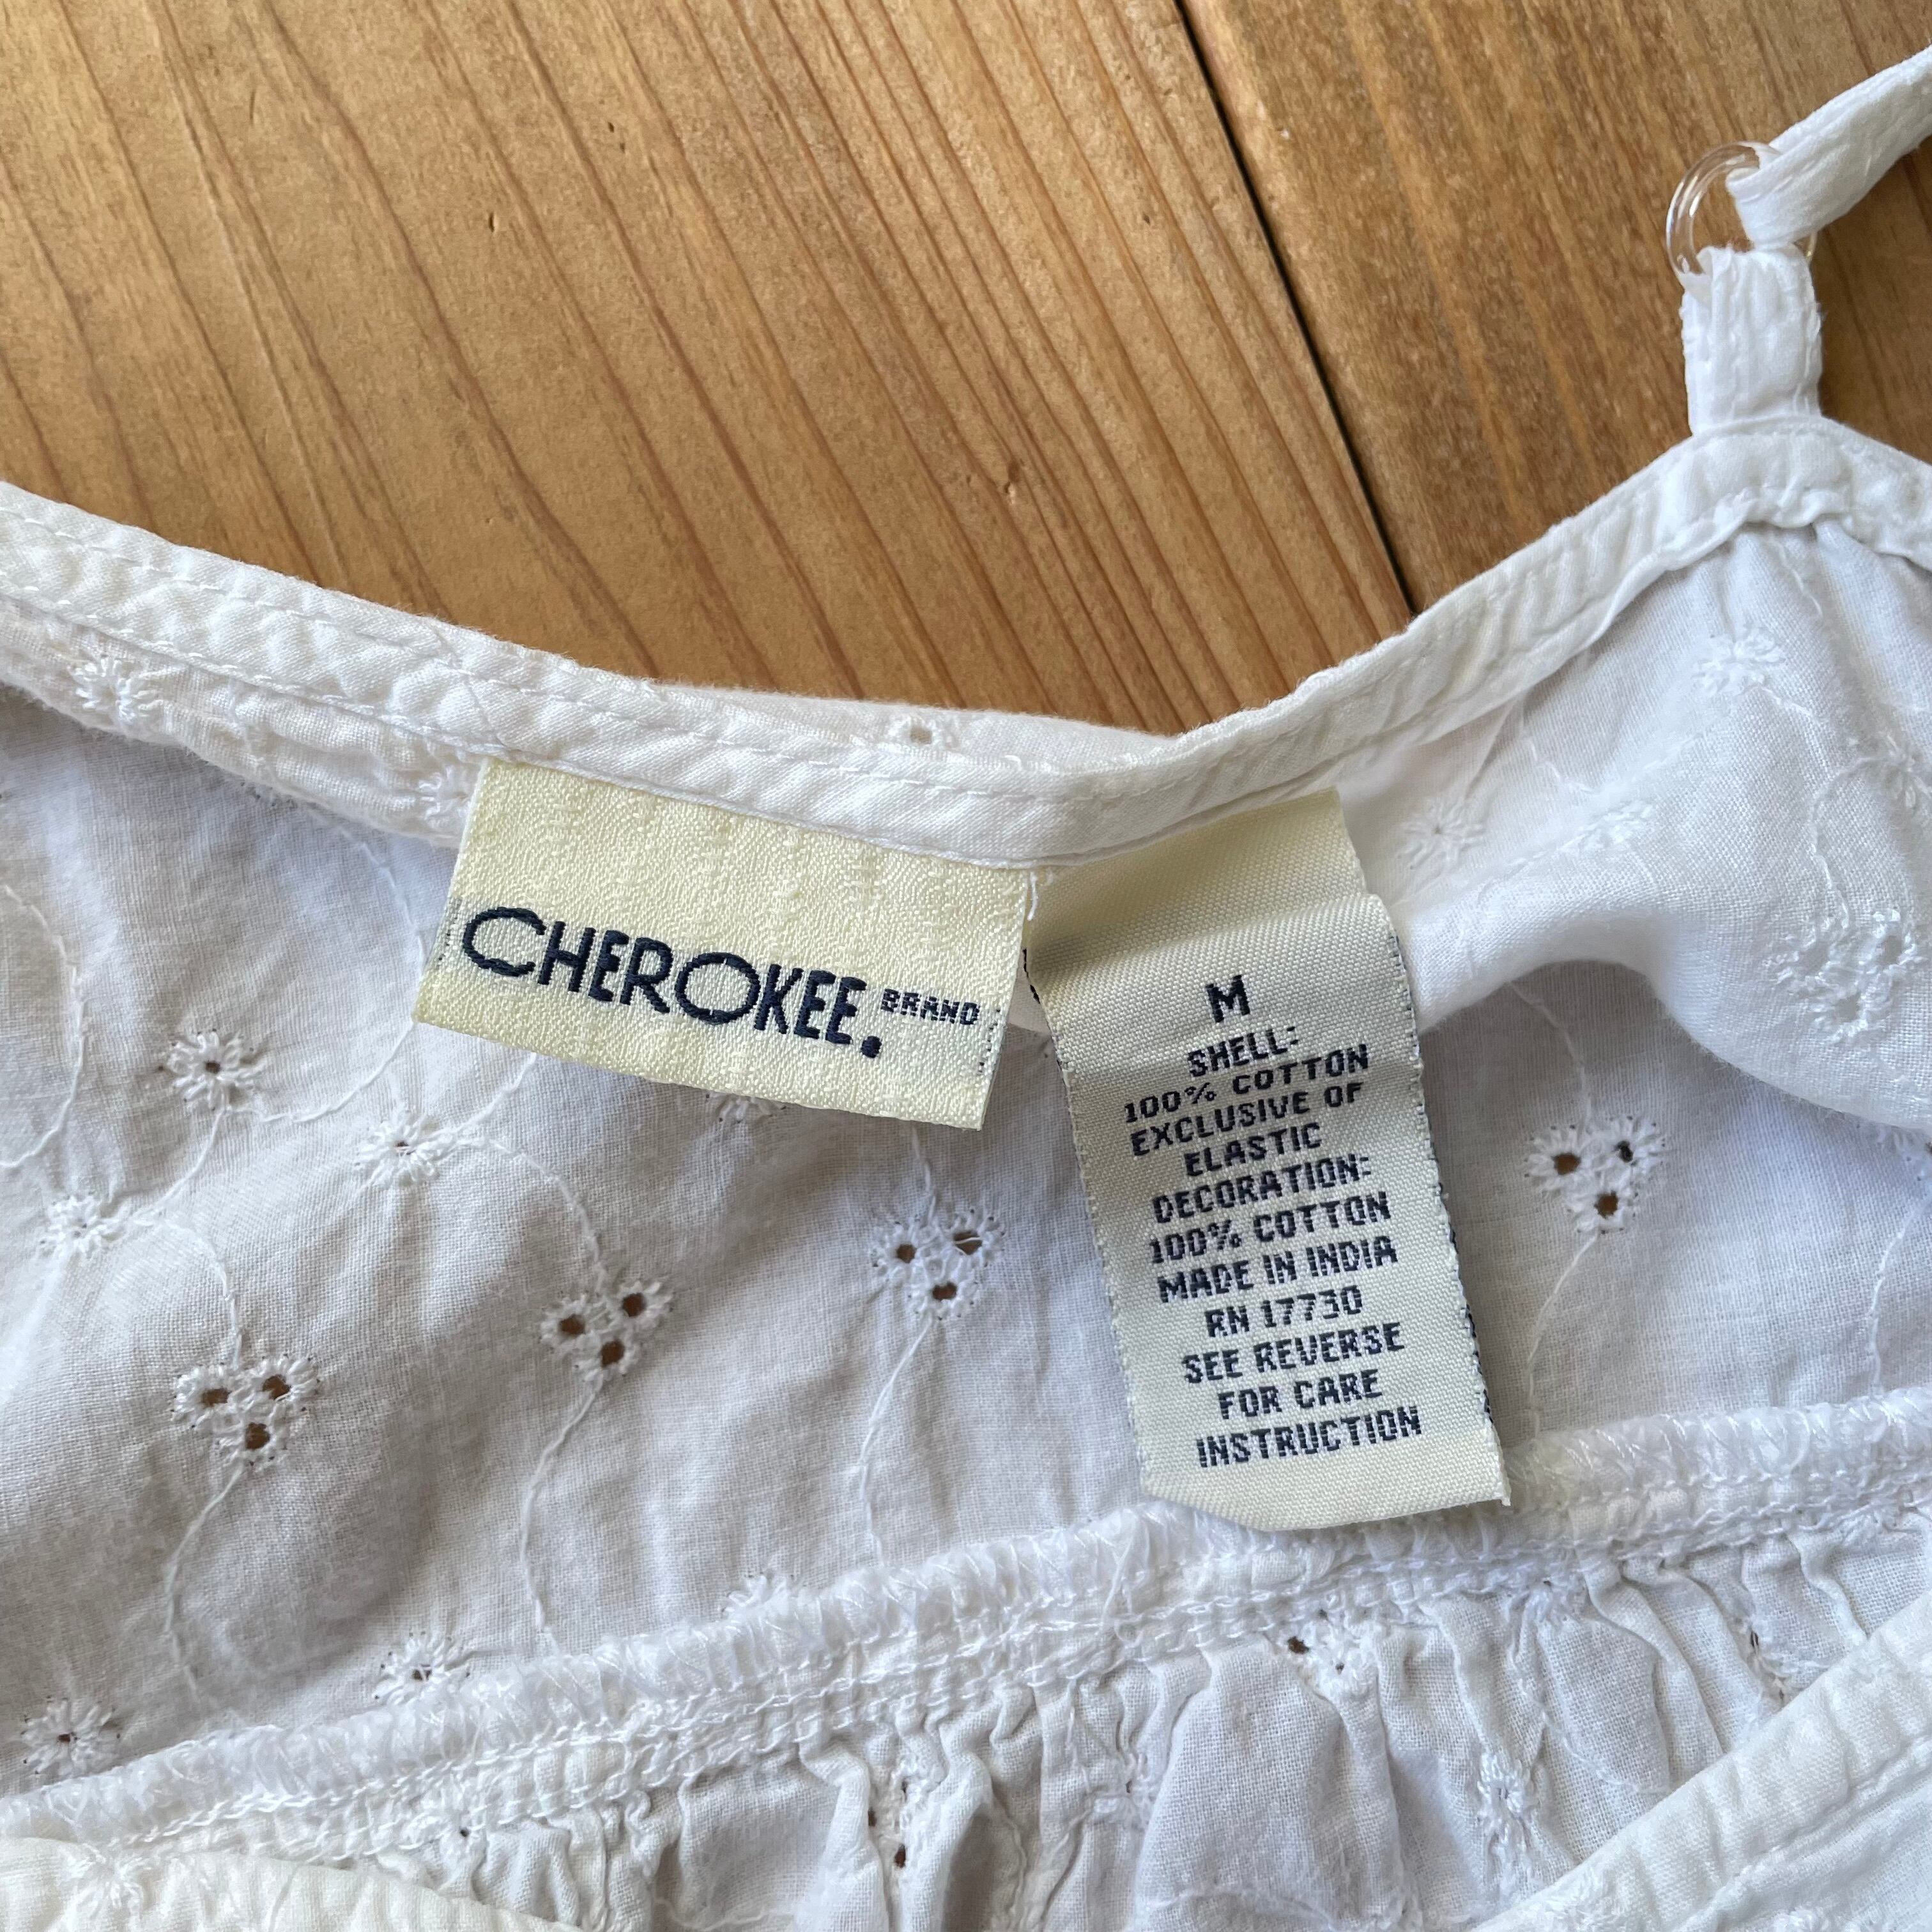 CHEROKEE. BRAND
M
SHELL:
100% COTTON
EXCLUSIVE OF
ELASTIC
DECORATION:
100% COTTON
MADE IN INDIA
RN 17730
SEE REVERSE
FOR CARE
INSTRUCTION